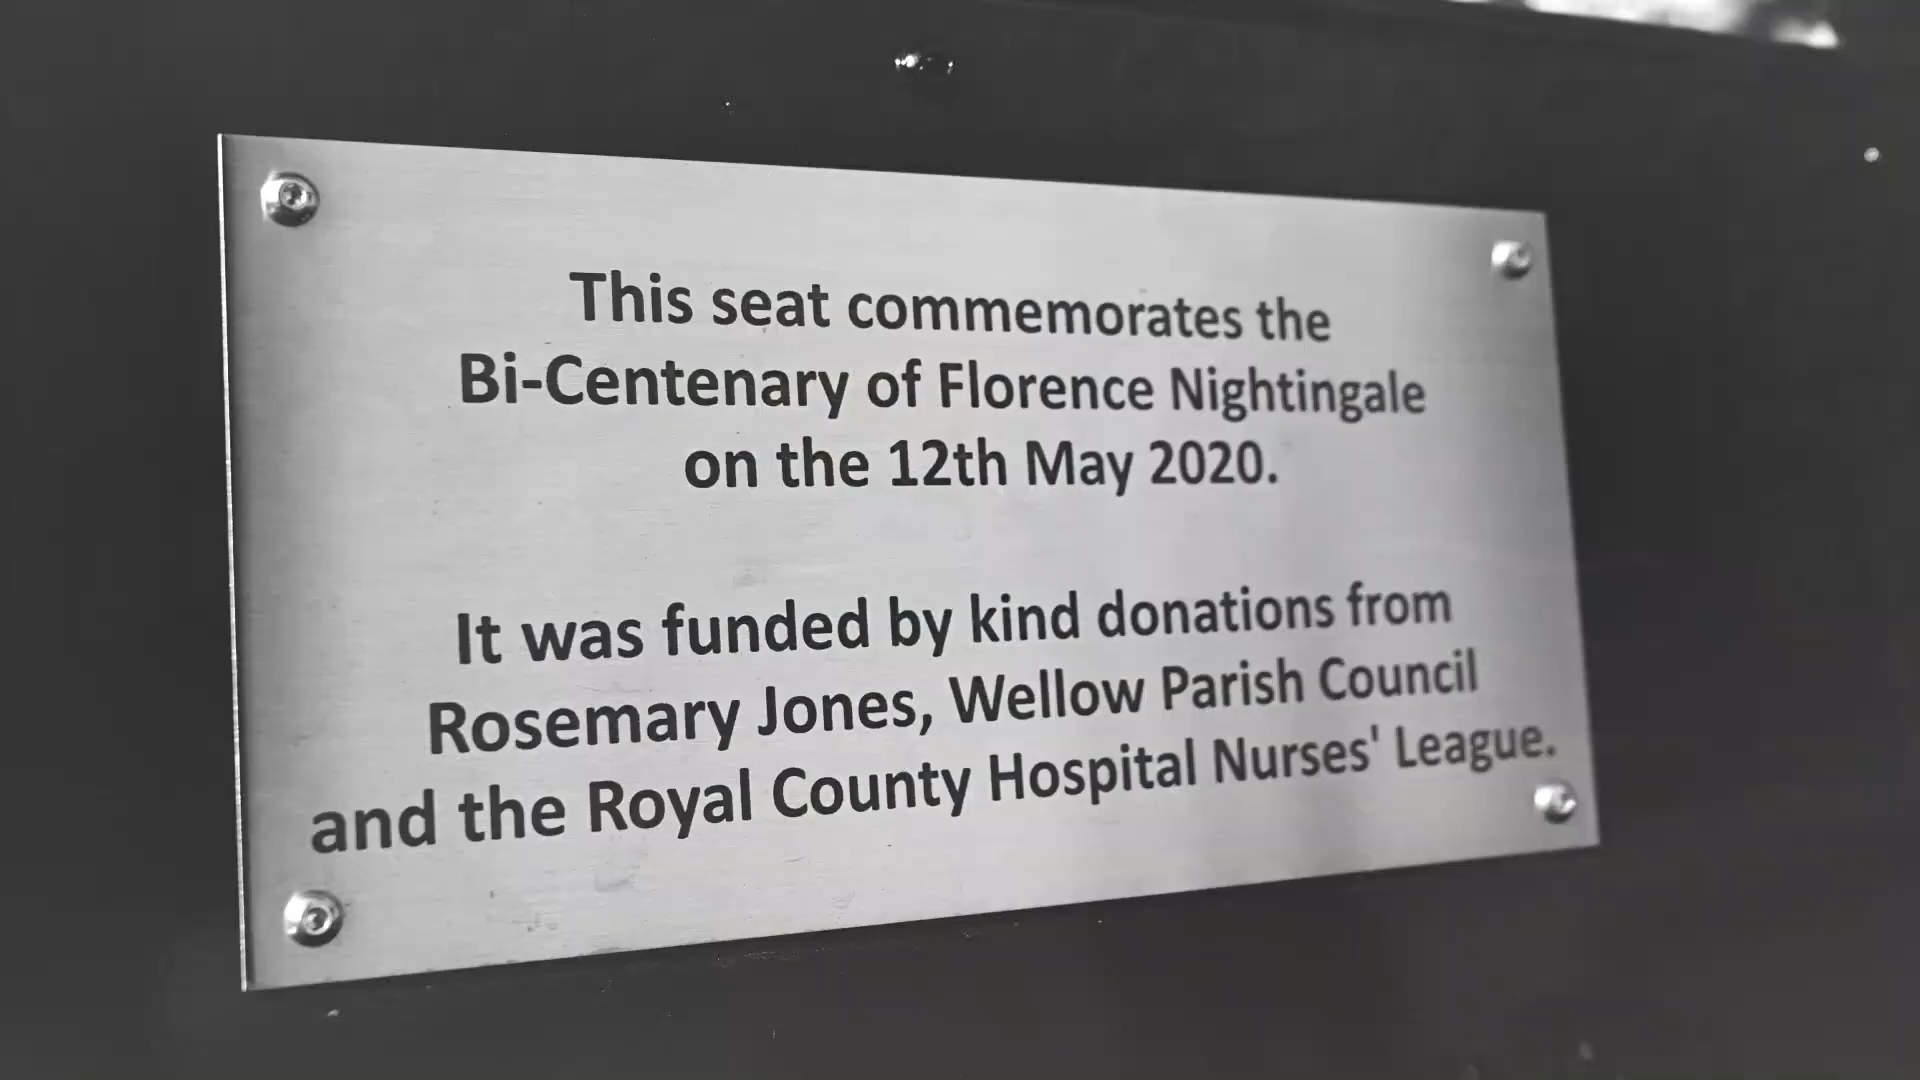 This seat commemorates the
Bi-Centenary of Florence Nightingale
on the 12th May 2020.
It was funded by kind donations from
Rosemary Jones, Wellow Parish Council
and the Royal County Hospital Nurses' League.